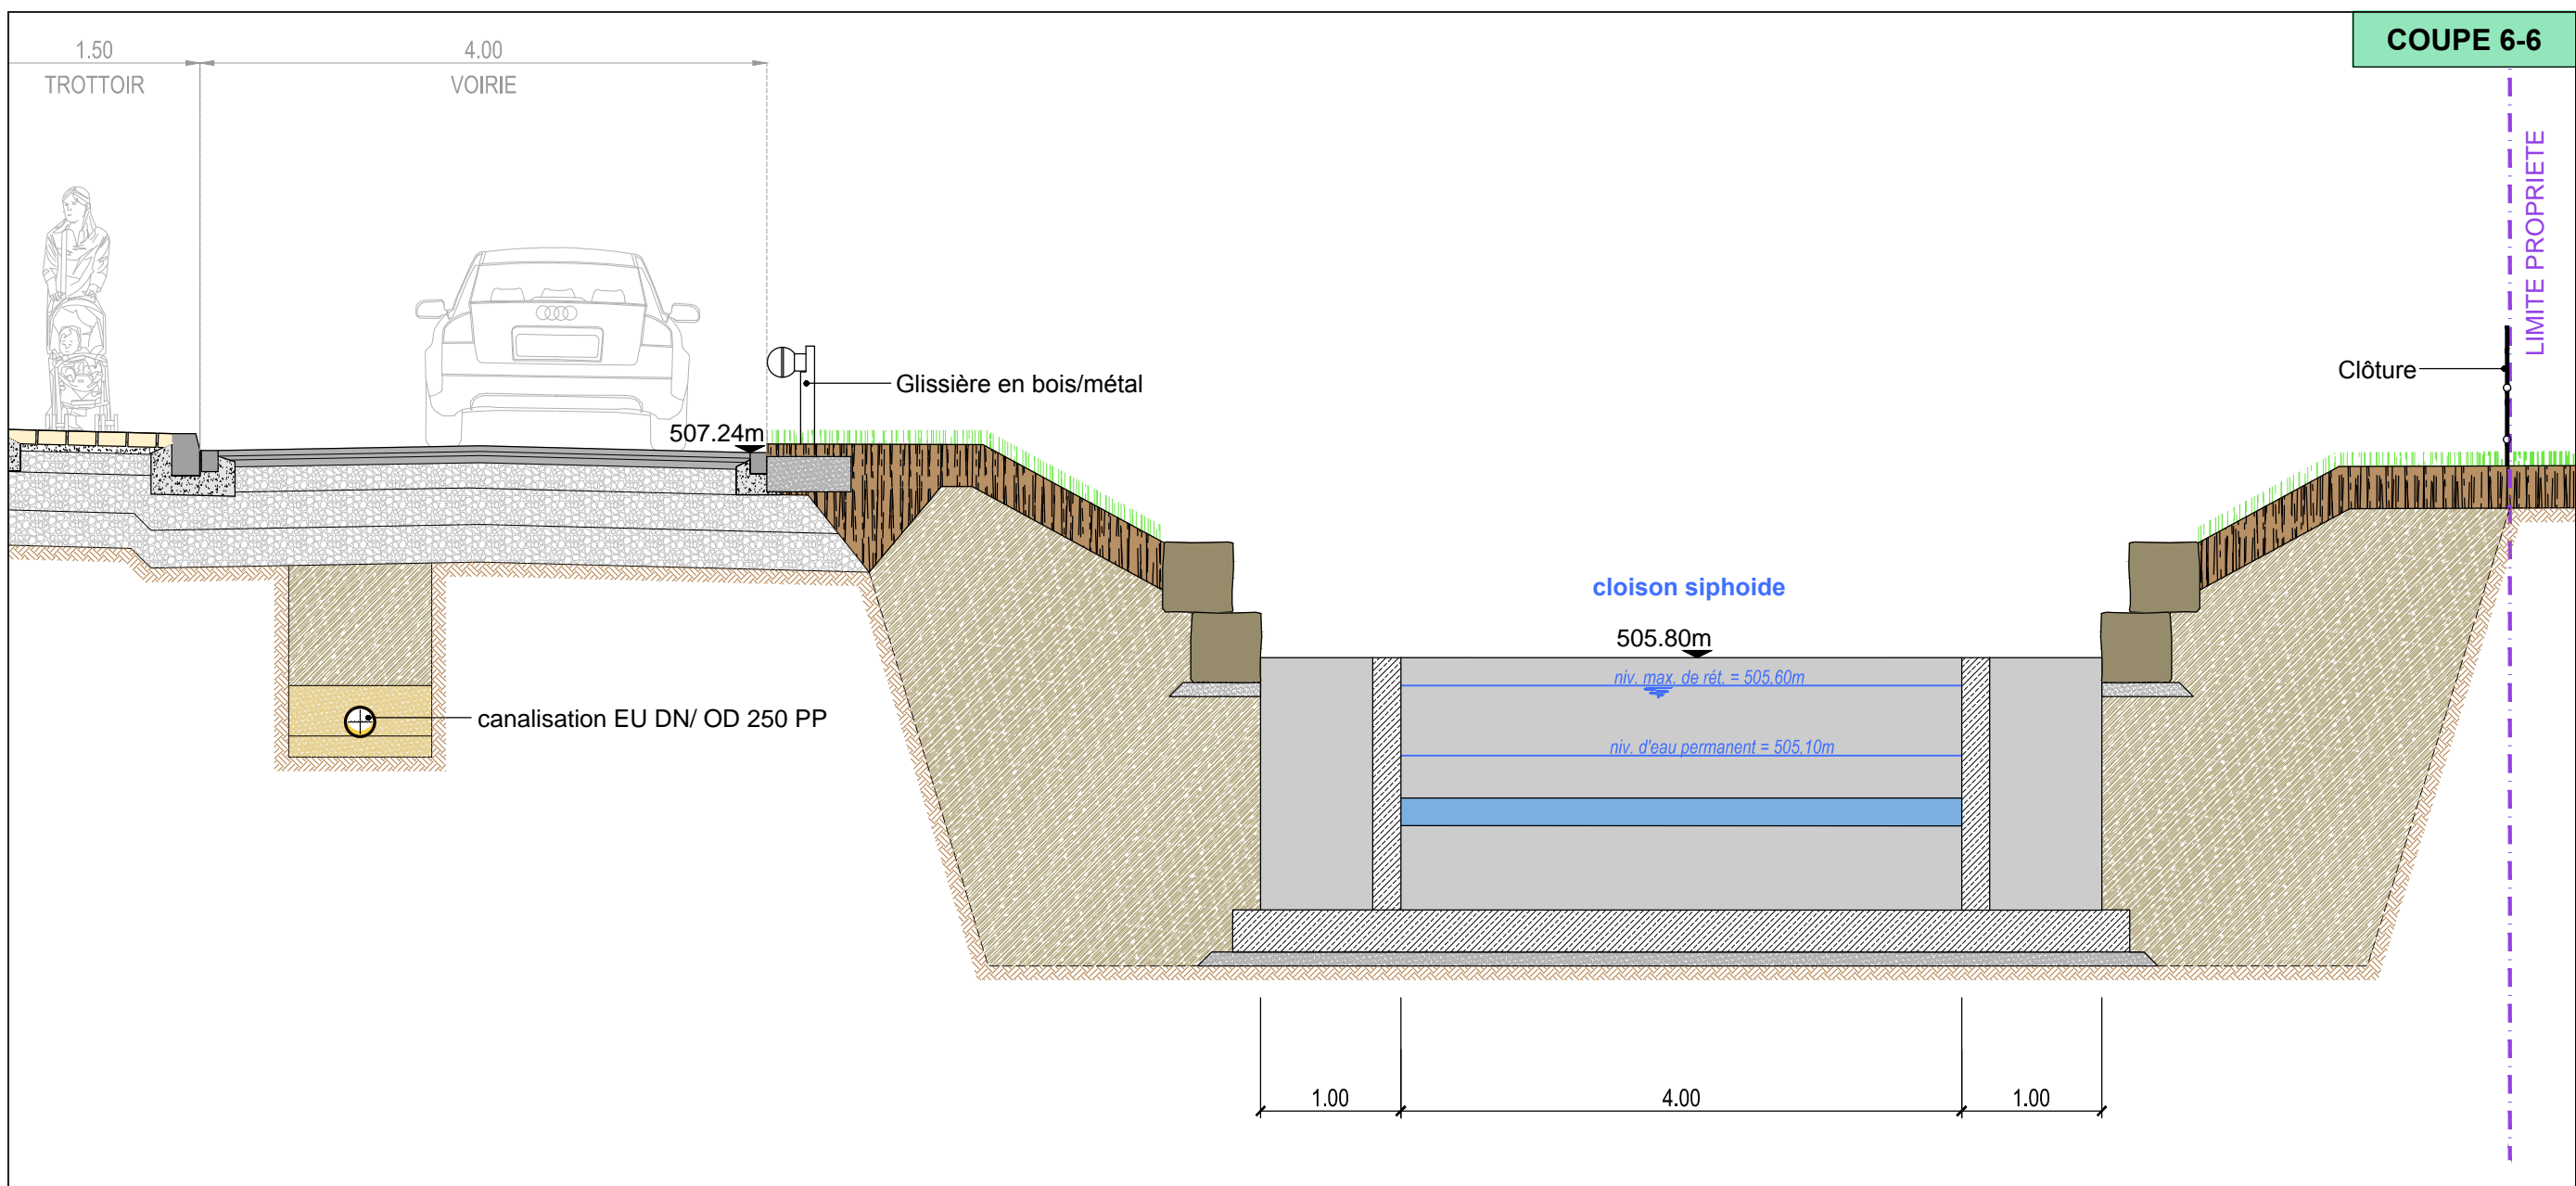 COUPE 6-6
1.50
4.00
TROTTOIR
VOIRIE
LIMITE PROPRIETE
Clôture
Glissière en bois/métal
507.24m
cloison siphoide
505.80m
niv. max. de rét. = 505,60m
canalisation EU DN/ OD 250 PP
niv. d'eau permanent = 505,10m
1.00
4.00
1.00